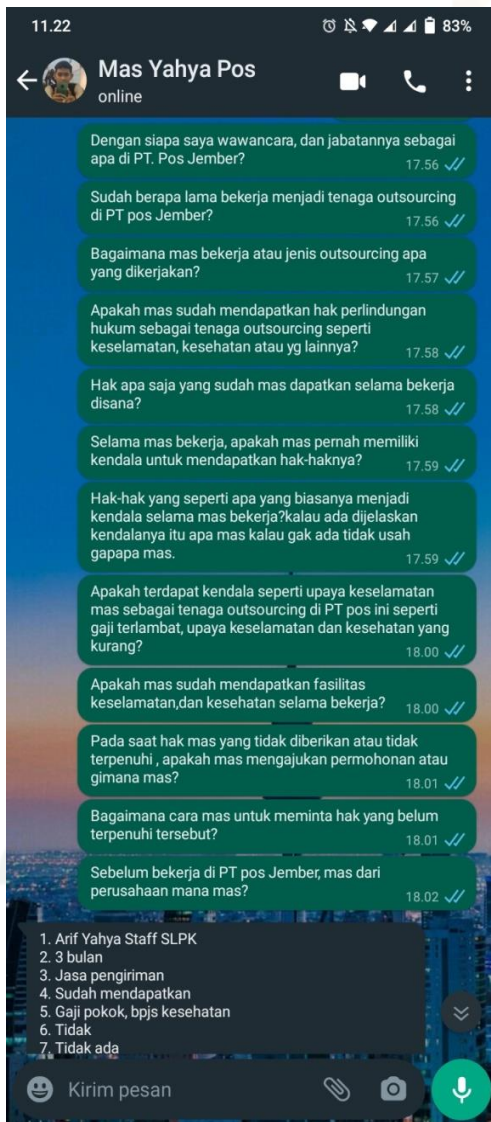 11.22
83%
Mas Yahya Pos
online
Dengan siapa saya wawancara, dan jabatannya sebagai
apa di PT. Pos Jember?
17.56
Sudah berapa lama bekerja menjadi tenaga outsourcing
di PT pos Jember?
17.56
Bagaimana mas bekerja atau jenis outsourcing apa
yang dikerjakan?
17.57
Apakah mas sudah mendapatkan hak perlindungan
hukum sebagai tenaga outsourcing seperti
keselamatan, kesehatan atau yg lainnya?
17.58
Hak apa saja yang sudah mas dapatkan selama bekerja
disana?
17.58
Selama mas bekerja, apakah mas pernah memiliki
kendala untuk mendapatkan hak-haknya?
17.59
Hak-hak yang seperti apa yang biasanya menjadi
kendala selama mas bekerja?kalau ada dijelaskan
kendalanya itu apa mas kalau gak ada tidak usah
gapapa mas.
17.59
Apakah terdapat kendala seperti upaya keselamatan
mas sebagai tenaga outsourcing di PT pos ini seperti
gaji terlambat, upaya keselamatan dan kesehatan yang
kurang?
18.00
Apakah mas sudah mendapatkan fasilitas
keselamatan,dan kesehatan selama bekerja?
18.00
Pada saat hak mas yang tidak diberikan atau tidak
terpenuhi , apakah mas mengajukan permohonan atau
gimana mas?
18.01
Bagaimana cara mas untuk meminta hak yang belum
terpenuhi tersebut?
18.01
Sebelum bekerja di PT pos Jember, mas dari
perusahaan mana mas?
18.02
1. Arif Yahya Staff SLPK
2. 3 bulan
3. Jasa pengiriman
4. Sudah mendapatkan
5. Gaji pokok, bpjs kesehatan
6. Tidak
7. Tidak ada
Kirim pesan